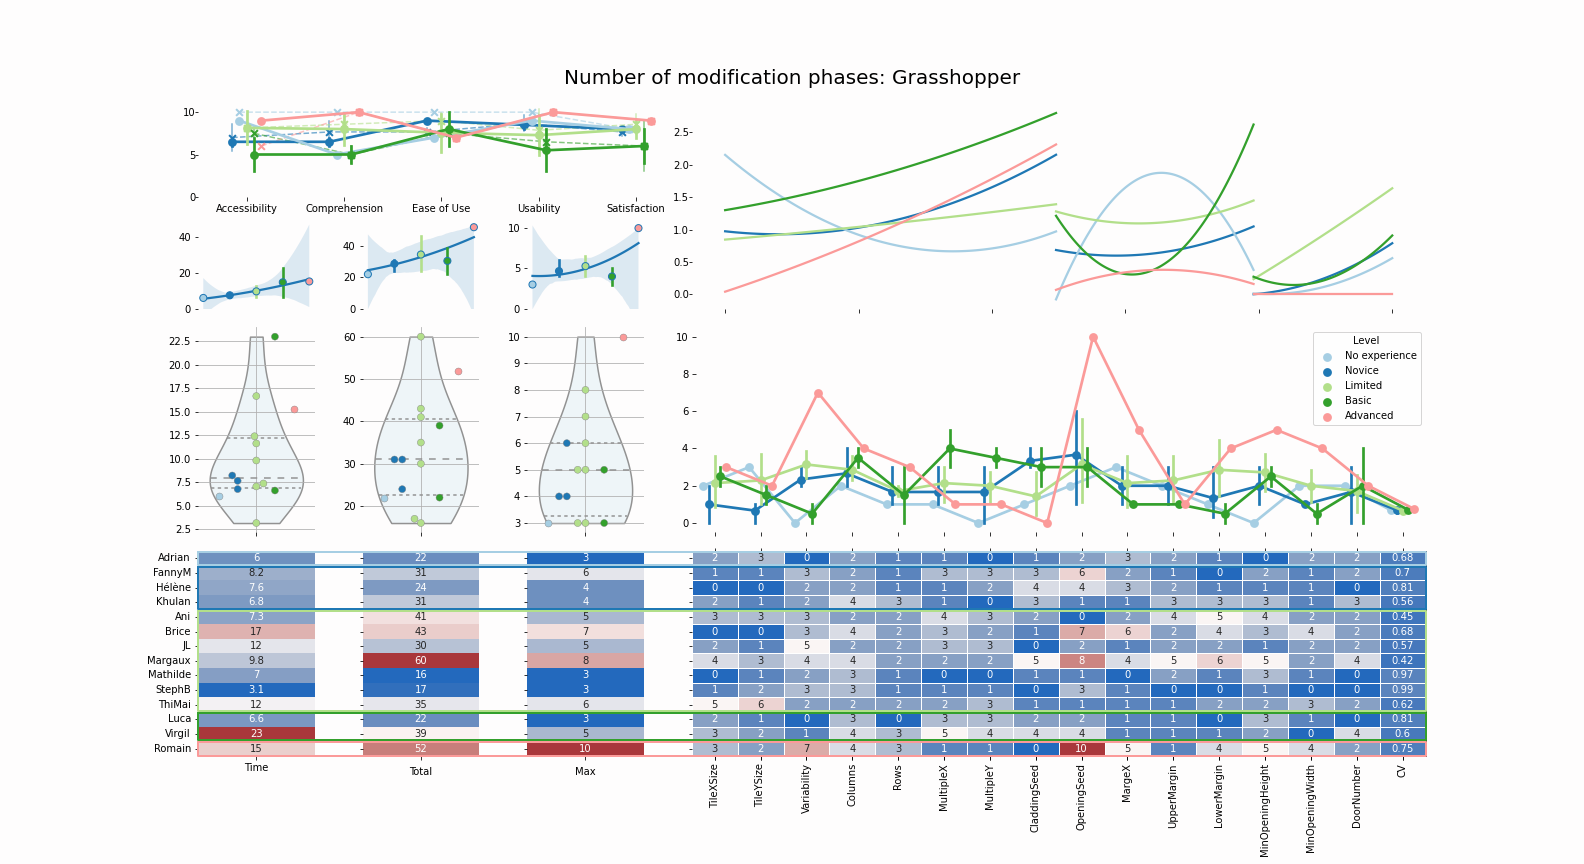 Number of modification phases: Grasshopper
10
5
0
Accessibility Comprehension Ease of Use Usability Satisfaction
2.5
2.0
1.5
1.0
0.5
0.0
40
20
0
40
20
0
10
5
0
22.5
20.0
17.5
15.0
12.5
10.0
7.5
5.0
2.5
60
50
40
30
20
10
9
8
7
6
5
4
3
10
8
6
4
2
0
Level
No experience
Novice
Limited
Basic
Advanced
Adrian 6 22 3 2 3 0 2 1 1 0 1 2 3 2 1 0 2 2 0.68
FannyM 8.2 31 6 1 1 3 2 1 3 3 3 6 2 1 0 2 1 2 0.7
Hélène 7.6 24 4 0 0 2 2 1 1 2 4 4 3 2 1 1 1 0 0.81
Khulan 6.8 31 4 2 1 2 4 3 1 0 3 1 1 3 3 3 1 3 0.56
Ani 7.3 41 5 3 3 3 2 2 4 3 2 0 2 4 5 4 2 2 0.45
Brice 17 43 7 0 0 3 4 2 3 2 1 7 6 2 4 3 4 2 0.68
JL 12 30 5 2 1 5 2 2 3 3 0 2 1 2 2 1 2 2 0.57
Margaux 9.8 60 8 4 3 4 4 2 2 2 5 8 4 5 6 5 2 4 0.42
Mathilde 7 16 3 0 1 2 3 1 0 0 1 1 0 2 1 3 1 0 0.97
StephB 3.1 17 3 1 2 3 3 1 1 1 0 3 1 0 0 1 0 0 0.99
ThiMai 12 35 6 5 6 2 2 2 2 3 1 1 1 1 2 2 3 2 0.62
Luca 6.6 22 3 2 1 0 3 0 3 3 2 2 1 1 0 3 1 0 0.81
Virgil 23 39 5 3 2 1 4 3 5 4 4 4 1 1 1 2 0 4 0.6
Romain 15 52 10 3 2 7 4 3 1 1 0 10 5 1 4 5 4 2 0.75
Time Total Max TileXSize TileYSize Variability Columns Rows MultipleX MultipleY CladdingSeed OpeningSeed MargeX UpperMargin LowerMargin MinOpeningHeight MinOpeningWidth DoorNumber CV